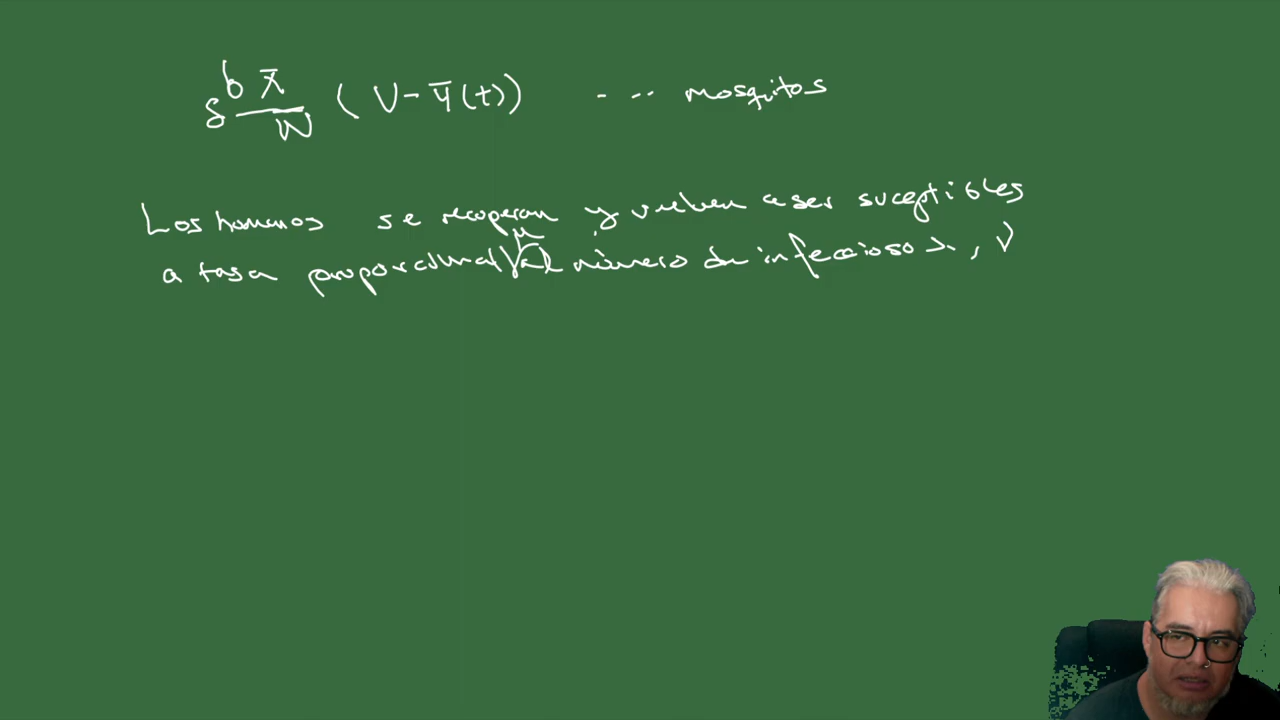 δ b x̄ / N ( V - ȳ(t)) - - .. mosquitos
Los humanos se recuperan y vuelven a ser suceptibles
a tasa proporcional μ al número de infecciosos ,